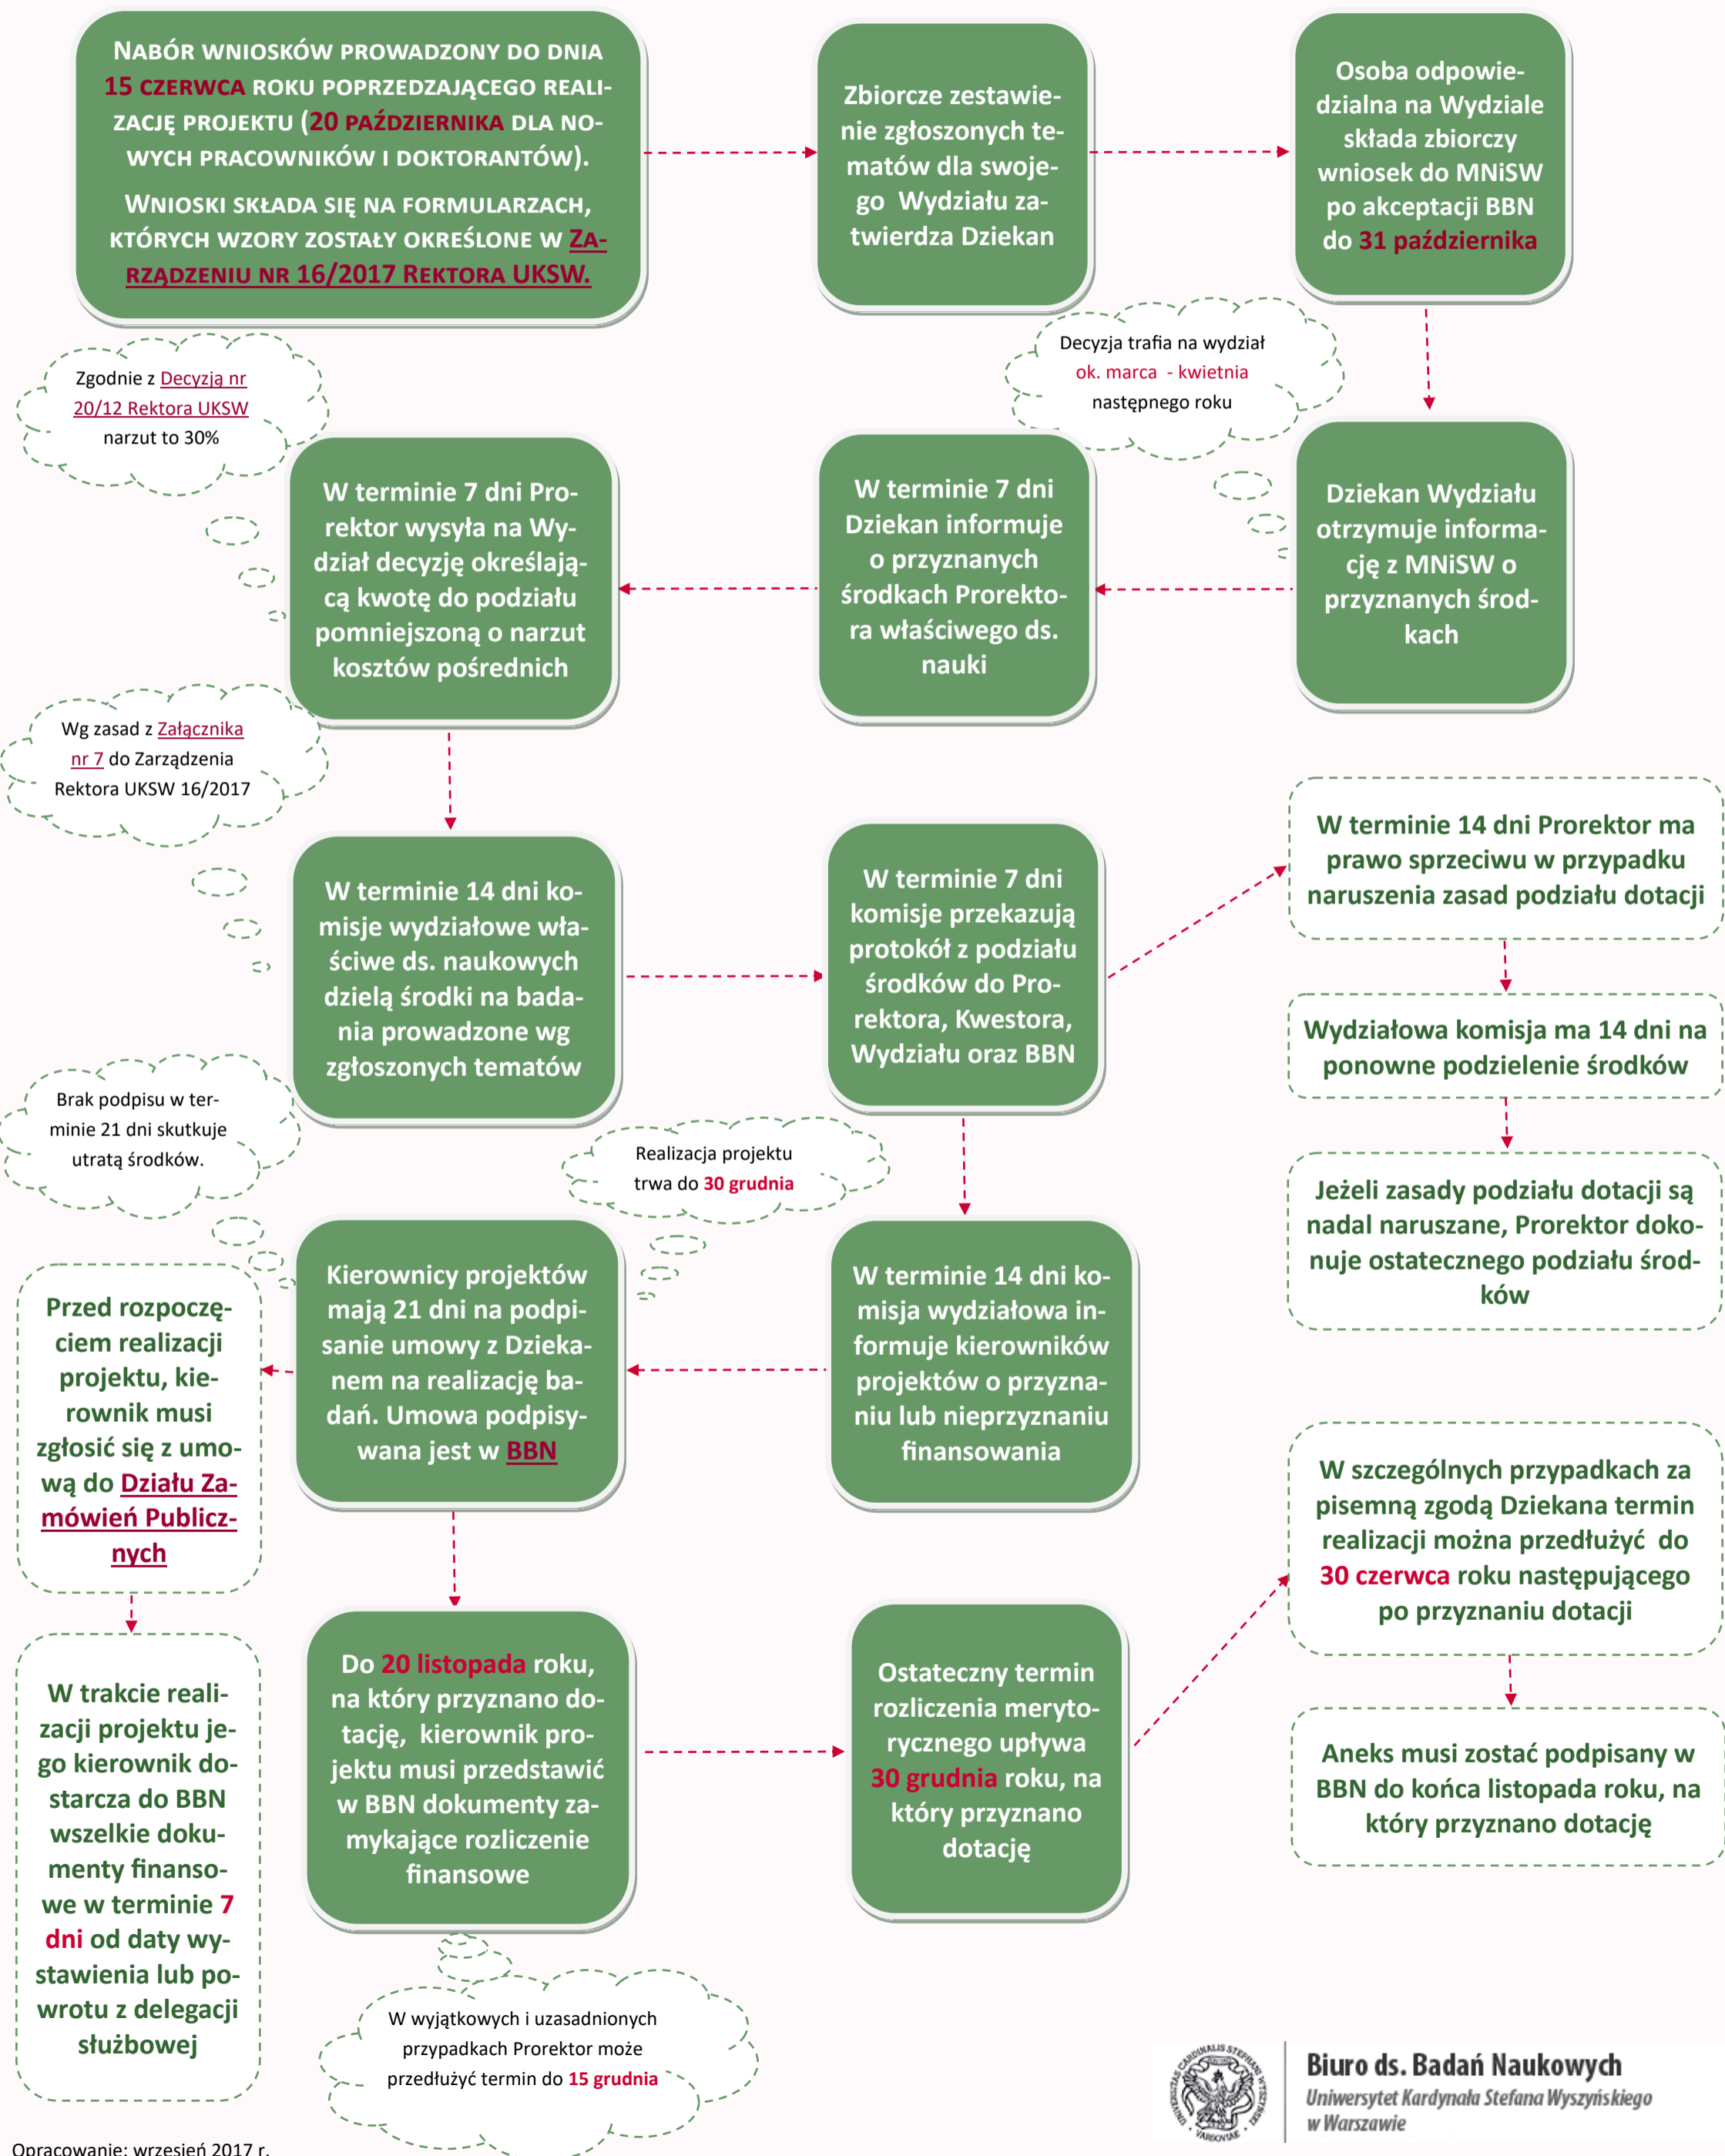 NABÓR WNIOSKÓW PROWADZONY DO DNIA
15 CZERWCA ROKU POPRZEDZAJĄCEGO REALI-
ZACJĘ PROJEKTU (20 PAŹDZIERNIKA DLA NO-
WYCH PRACOWNIKÓW I DOKTORANTÓW).
WNIOSKI SKŁADA SIĘ NA FORMULARZACH,
KTÓRYCH WZORY ZOSTAŁY OKREŚLONE W ZA-
RZĄDZENIU NR 16/2017 REKTORA UKSW.
Zbiorcze zestawie-
nie zgłoszonych te-
matów dla swoje-
go Wydziału za-
twierdza Dziekan
Osoba odpowie-
dzialna na Wydziale
składa zbiorczy
wniosek do MNiSW
po akceptacji BBN
do 31 października
Decyzja trafia na wydział
ok. marca - kwietnia
następnego roku
Dziekan Wydziału
otrzymuje informa-
cję z MNiSW o
przyznanych środ-
kach
W terminie 7 dni
Dziekan informuje
o przyznanych
środkach Prorekto-
ra właściwego ds.
nauki
Zgodnie z Decyzją nr
20/12 Rektora UKSW
narzut to 30%
W terminie 7 dni Pro-
rektor wysyła na Wy-
dział decyzję określają-
cą kwotę do podziału
pomniejszoną o narzut
kosztów pośrednich
Wg zasad z Załącznika
nr 7 do Zarządzenia
Rektora UKSW 16/2017
W terminie 14 dni ko-
misje wydziałowe wła-
ściwe ds. naukowych
dzielą środki na bada-
nia prowadzone wg
zgłoszonych tematów
W terminie 7 dni
komisje przekazują
protokół z podziału
środków do Pro-
rektora, Kwestora,
Wydziału oraz BBN
W terminie 14 dni Prorektor ma
prawo sprzeciwu w przypadku
naruszenia zasad podziału dotacji
Wydziałowa komisja ma 14 dni na
ponowne podzielenie środków
Jeżeli zasady podziału dotacji są
nadal naruszane, Prorektor doko-
nuje ostatecznego podziału środ-
ków
W terminie 14 dni ko-
misja wydziałowa in-
formuje kierowników
projektów o przyzna-
niu lub nieprzyznaniu
finansowania
Realizacja projektu
trwa do 30 grudnia
Brak podpisu w ter-
minie 21 dni skutkuje
utratą środków.
Kierownicy projektów
mają 21 dni na podpi-
sanie umowy z Dzieka-
nem na realizację ba-
dań. Umowa podpisy-
wana jest w BBN
Przed rozpoczę-
ciem realizacji
projektu, kie-
rownik musi
zgłosić się z umo-
wą do Działu Za-
mówień Publicz-
nych
W trakcie reali-
zacji projektu je-
go kierownik do-
starcza do BBN
wszelkie doku-
menty finanso-
we w terminie 7
dni od daty wy-
stawienia lub po-
wrotu z delegacji
służbowej
Do 20 listopada roku,
na który przyznano do-
tację, kierownik pro-
jektu musi przedstawić
w BBN dokumenty za-
mykające rozliczenie
finansowe
W wyjątkowych i uzasadnionych
przypadkach Prorektor może
przedłużyć termin do 15 grudnia
Ostateczny termin
rozliczenia meryto-
rycznego upływa
30 grudnia roku, na
który przyznano
dotację
W szczególnych przypadkach za
pisemną zgodą Dziekana termin
realizacji można przedłużyć do
30 czerwca roku następującego
po przyznaniu dotacji
Aneks musi zostać podpisany w
BBN do końca listopada roku, na
który przyznano dotację
UNIVERSITAS CARDINALIS STEPHANI WYSZYŃSKI
VARSOVIAE
Biuro ds. Badań Naukowych
Uniwersytet Kardynała Stefana Wyszyńskiego
w Warszawie
Opracowanie: wrzesień 2017 r.